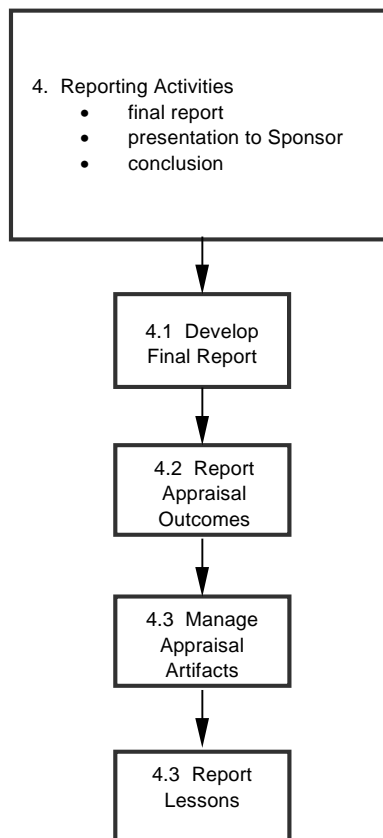 4. Reporting Activities
• final report
• presentation to Sponsor
• conclusion
4.1 Develop
Final Report
4.2 Report
Appraisal
Outcomes
4.3 Manage
Appraisal
Artifacts
4.3 Report
Lessons